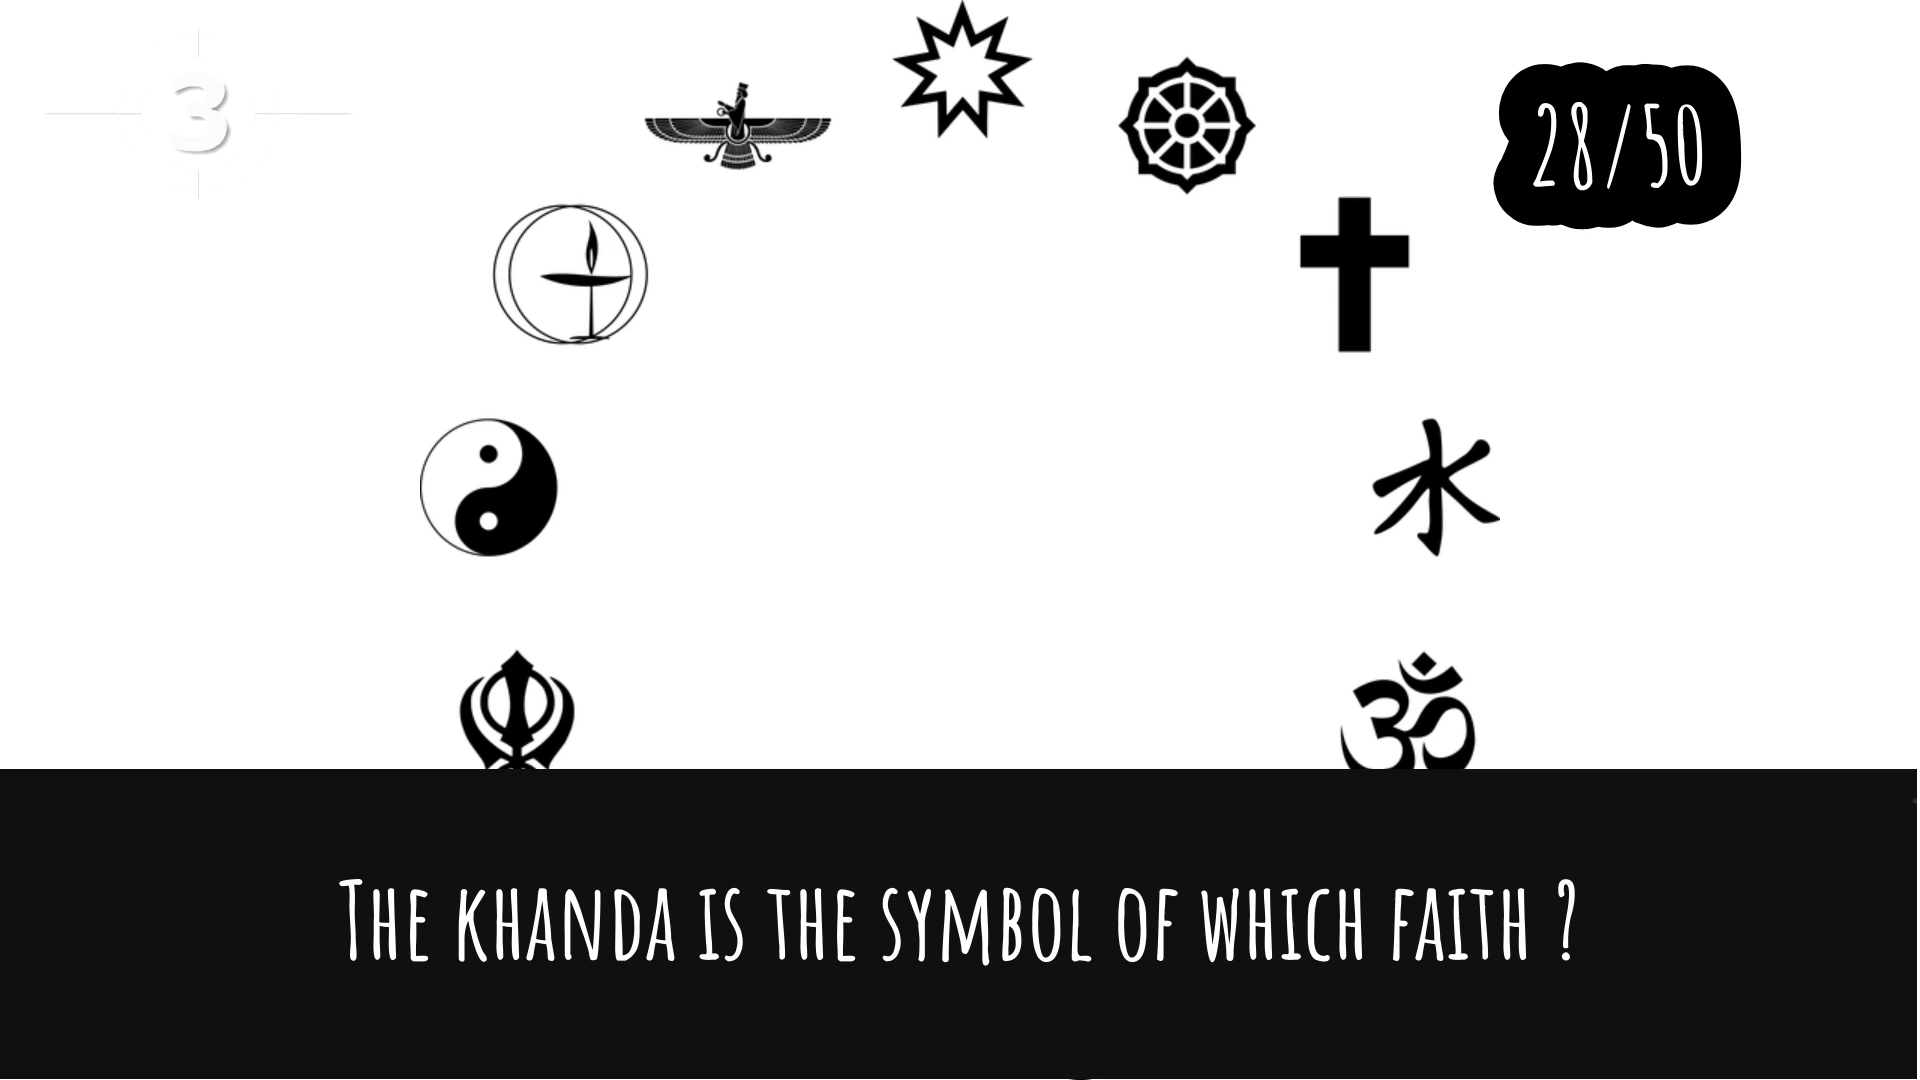 3
28/50
水
ॐ
The khanda is the symbol of which faith ?